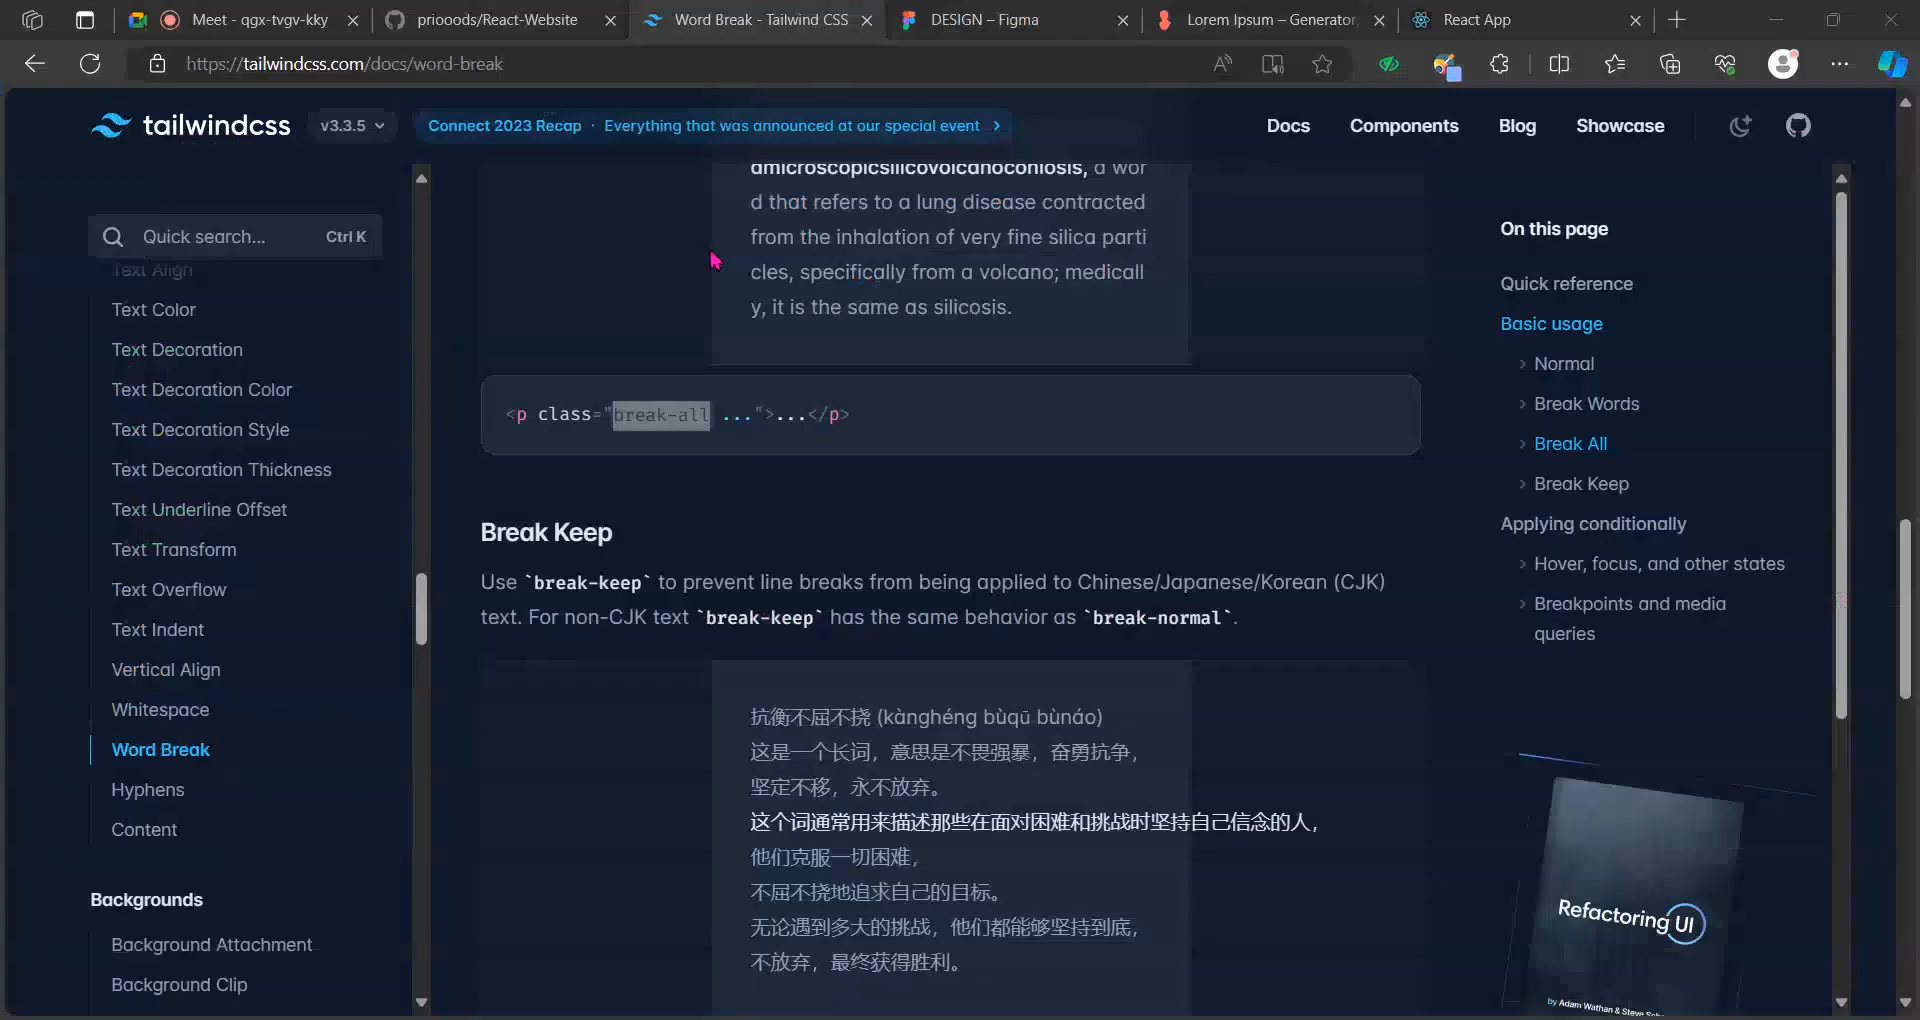 Meet - qgx-tvgv-kky
priooods/React-Website
Word Break - Tailwind CSS
DESIGN – Figma
Lorem Ipsum – Generator,
React App
https://tailwindcss.com/docs/word-break
tailwindcss
v3.3.5
Connect 2023 Recap · Everything that was announced at our special event
Docs
Components
Blog
Showcase
Quick search...
Ctrl K
Text Align
Text Color
Text Decoration
Text Decoration Color
Text Decoration Style
Text Decoration Thickness
Text Underline Offset
Text Transform
Text Overflow
Text Indent
Vertical Align
Whitespace
Word Break
Hyphens
Content
Backgrounds
Background Attachment
Background Clip
amicroscopicsilicovolcanoconiosis, a wor
d that refers to a lung disease contracted
from the inhalation of very fine silica parti
cles, specifically from a volcano; medicall
y, it is the same as silicosis.
<p class="break-all ...">...</p>
Break Keep
Use `break-keep` to prevent line breaks from being applied to Chinese/Japanese/Korean (CJK)
text. For non-CJK text `break-keep` has the same behavior as `break-normal`.
抗衡不屈不挠 (kànghéng bùqū bùnáo)
这是一个长词，意思是不畏强暴，奋勇抗争，
坚定不移，永不放弃。
这个词通常用来描述那些在面对困难和挑战时坚持自己信念的人，
他们克服一切困难，
不屈不挠地追求自己的目标。
无论遇到多大的挑战，他们都能够坚持到底，
不放弃，最终获得胜利。
On this page
Quick reference
Basic usage
Normal
Break Words
Break All
Break Keep
Applying conditionally
Hover, focus, and other states
Breakpoints and media
queries
Refactoring UI
by Adam Wathan & Steve